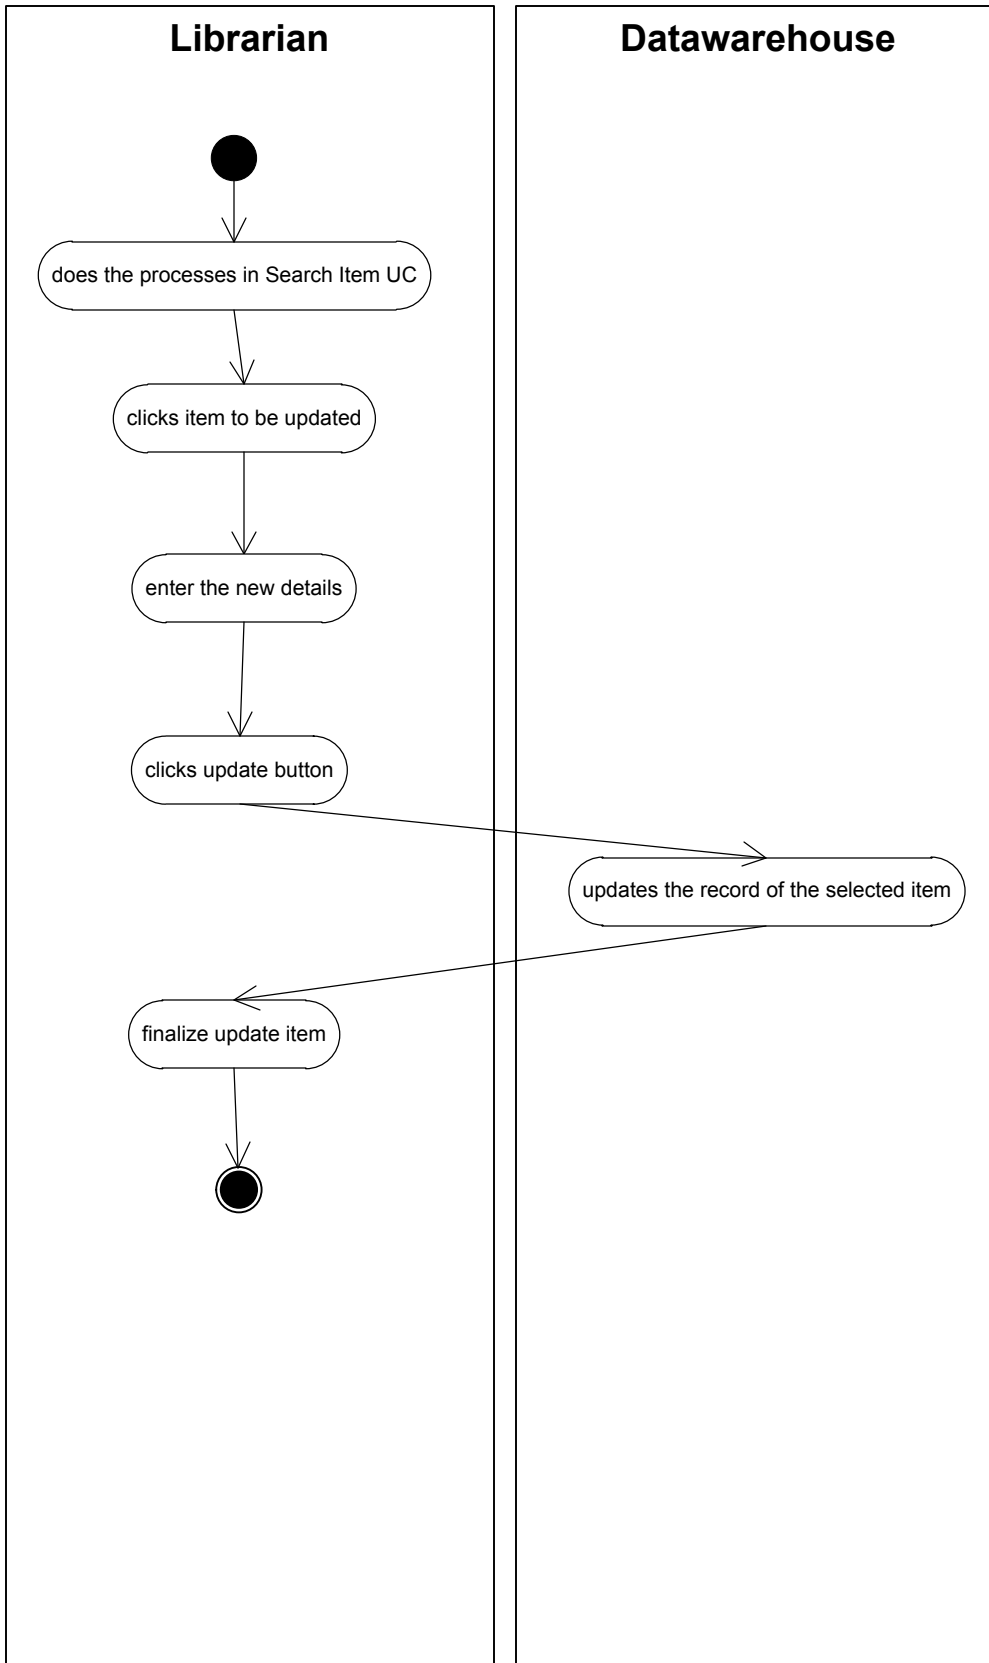 Librarian
Datawarehouse
does the processes in Search Item UC
clicks item to be updated
enter the new details
clicks update button
updates the record of the selected item
finalize update item